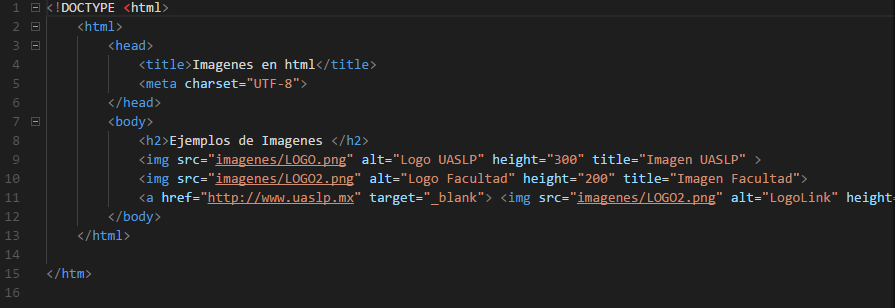 1 <!DOCTYPE <html>
2 <html>
3 <head>
4 <title>Imagenes en html</title>
5 <meta charset="UTF-8">
6 </head>
7 <body>
8 <h2>Ejemplos de Imagenes </h2>
9 <img src="imagenes/LOGO.png" alt="Logo UASLP" height="300" title="Imagen UASLP" >
10 <img src="imagenes/LOGO2.png" alt="Logo Facultad" height="200" title="Imagen Facultad">
11 <a href="http://www.uaslp.mx" target="_blank"> <img src="imagenes/LOGO2.png" alt="LogoLink" height=
12 </body>
13 </html>
14
15 </htm>
16